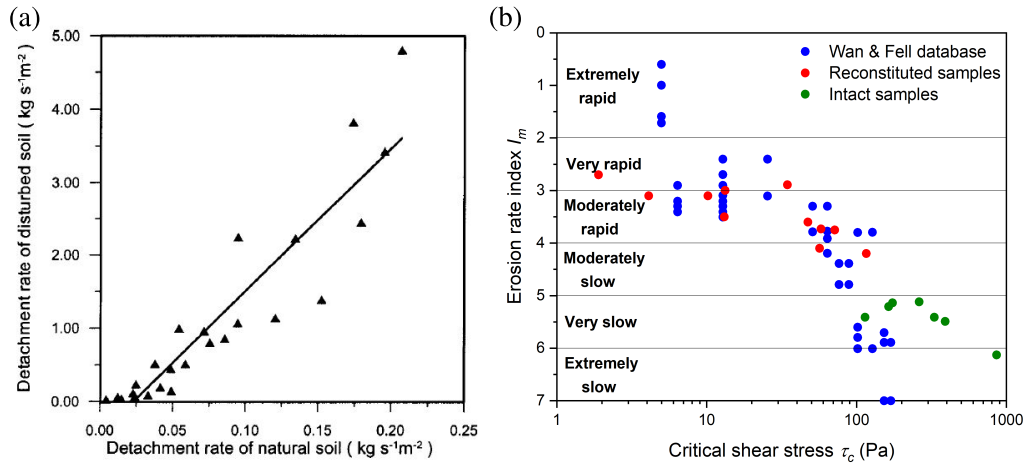 (a)
5.00
4.00
3.00
2.00
1.00
0.00
Detachment rate of disturbed soil ( kg s⁻¹m⁻² )
0.00 0.05 0.10 0.15 0.20 0.25
Detachment rate of natural soil ( kg s⁻¹m⁻² )
(b)
0
1
2
3
4
5
6
7
Erosion rate index Iₘ
Extremely
rapid
Very rapid
Moderately
rapid
Moderately
slow
Very slow
Extremely
slow
Wan & Fell database
Reconstituted samples
Intact samples
1 10 100 1000
Critical shear stress τ_c (Pa)